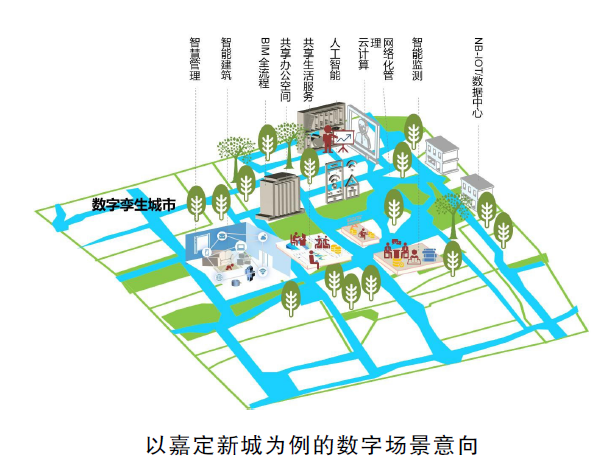 智慧管理
智能建筑
BIM全流程
共享办公空间
共享生活服务
人工智能
云计算
网络化管理
智能监测
NB-IOT/数据中心
数字孪生城市
以嘉定新城为例的数字场景意向